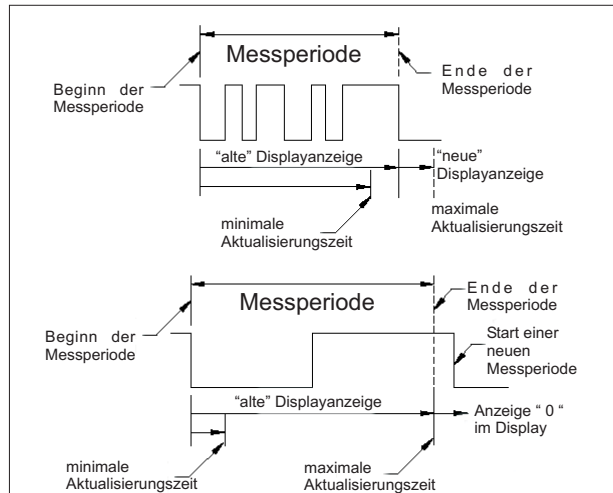 Messperiode
Beginn der
Messperiode
Ende der
Messperiode
“alte” Displayanzeige
“neue”
Displayanzeige
minimale
Aktualisierungszeit
maximale
Aktualisierungszeit
Messperiode
Beginn der
Messperiode
Ende der
Messperiode
Start einer
neuen
Messperiode
“alte” Displayanzeige
Anzeige “ 0 “
im Display
minimale
Aktualisierungszeit
maximale
Aktualisierungszeit